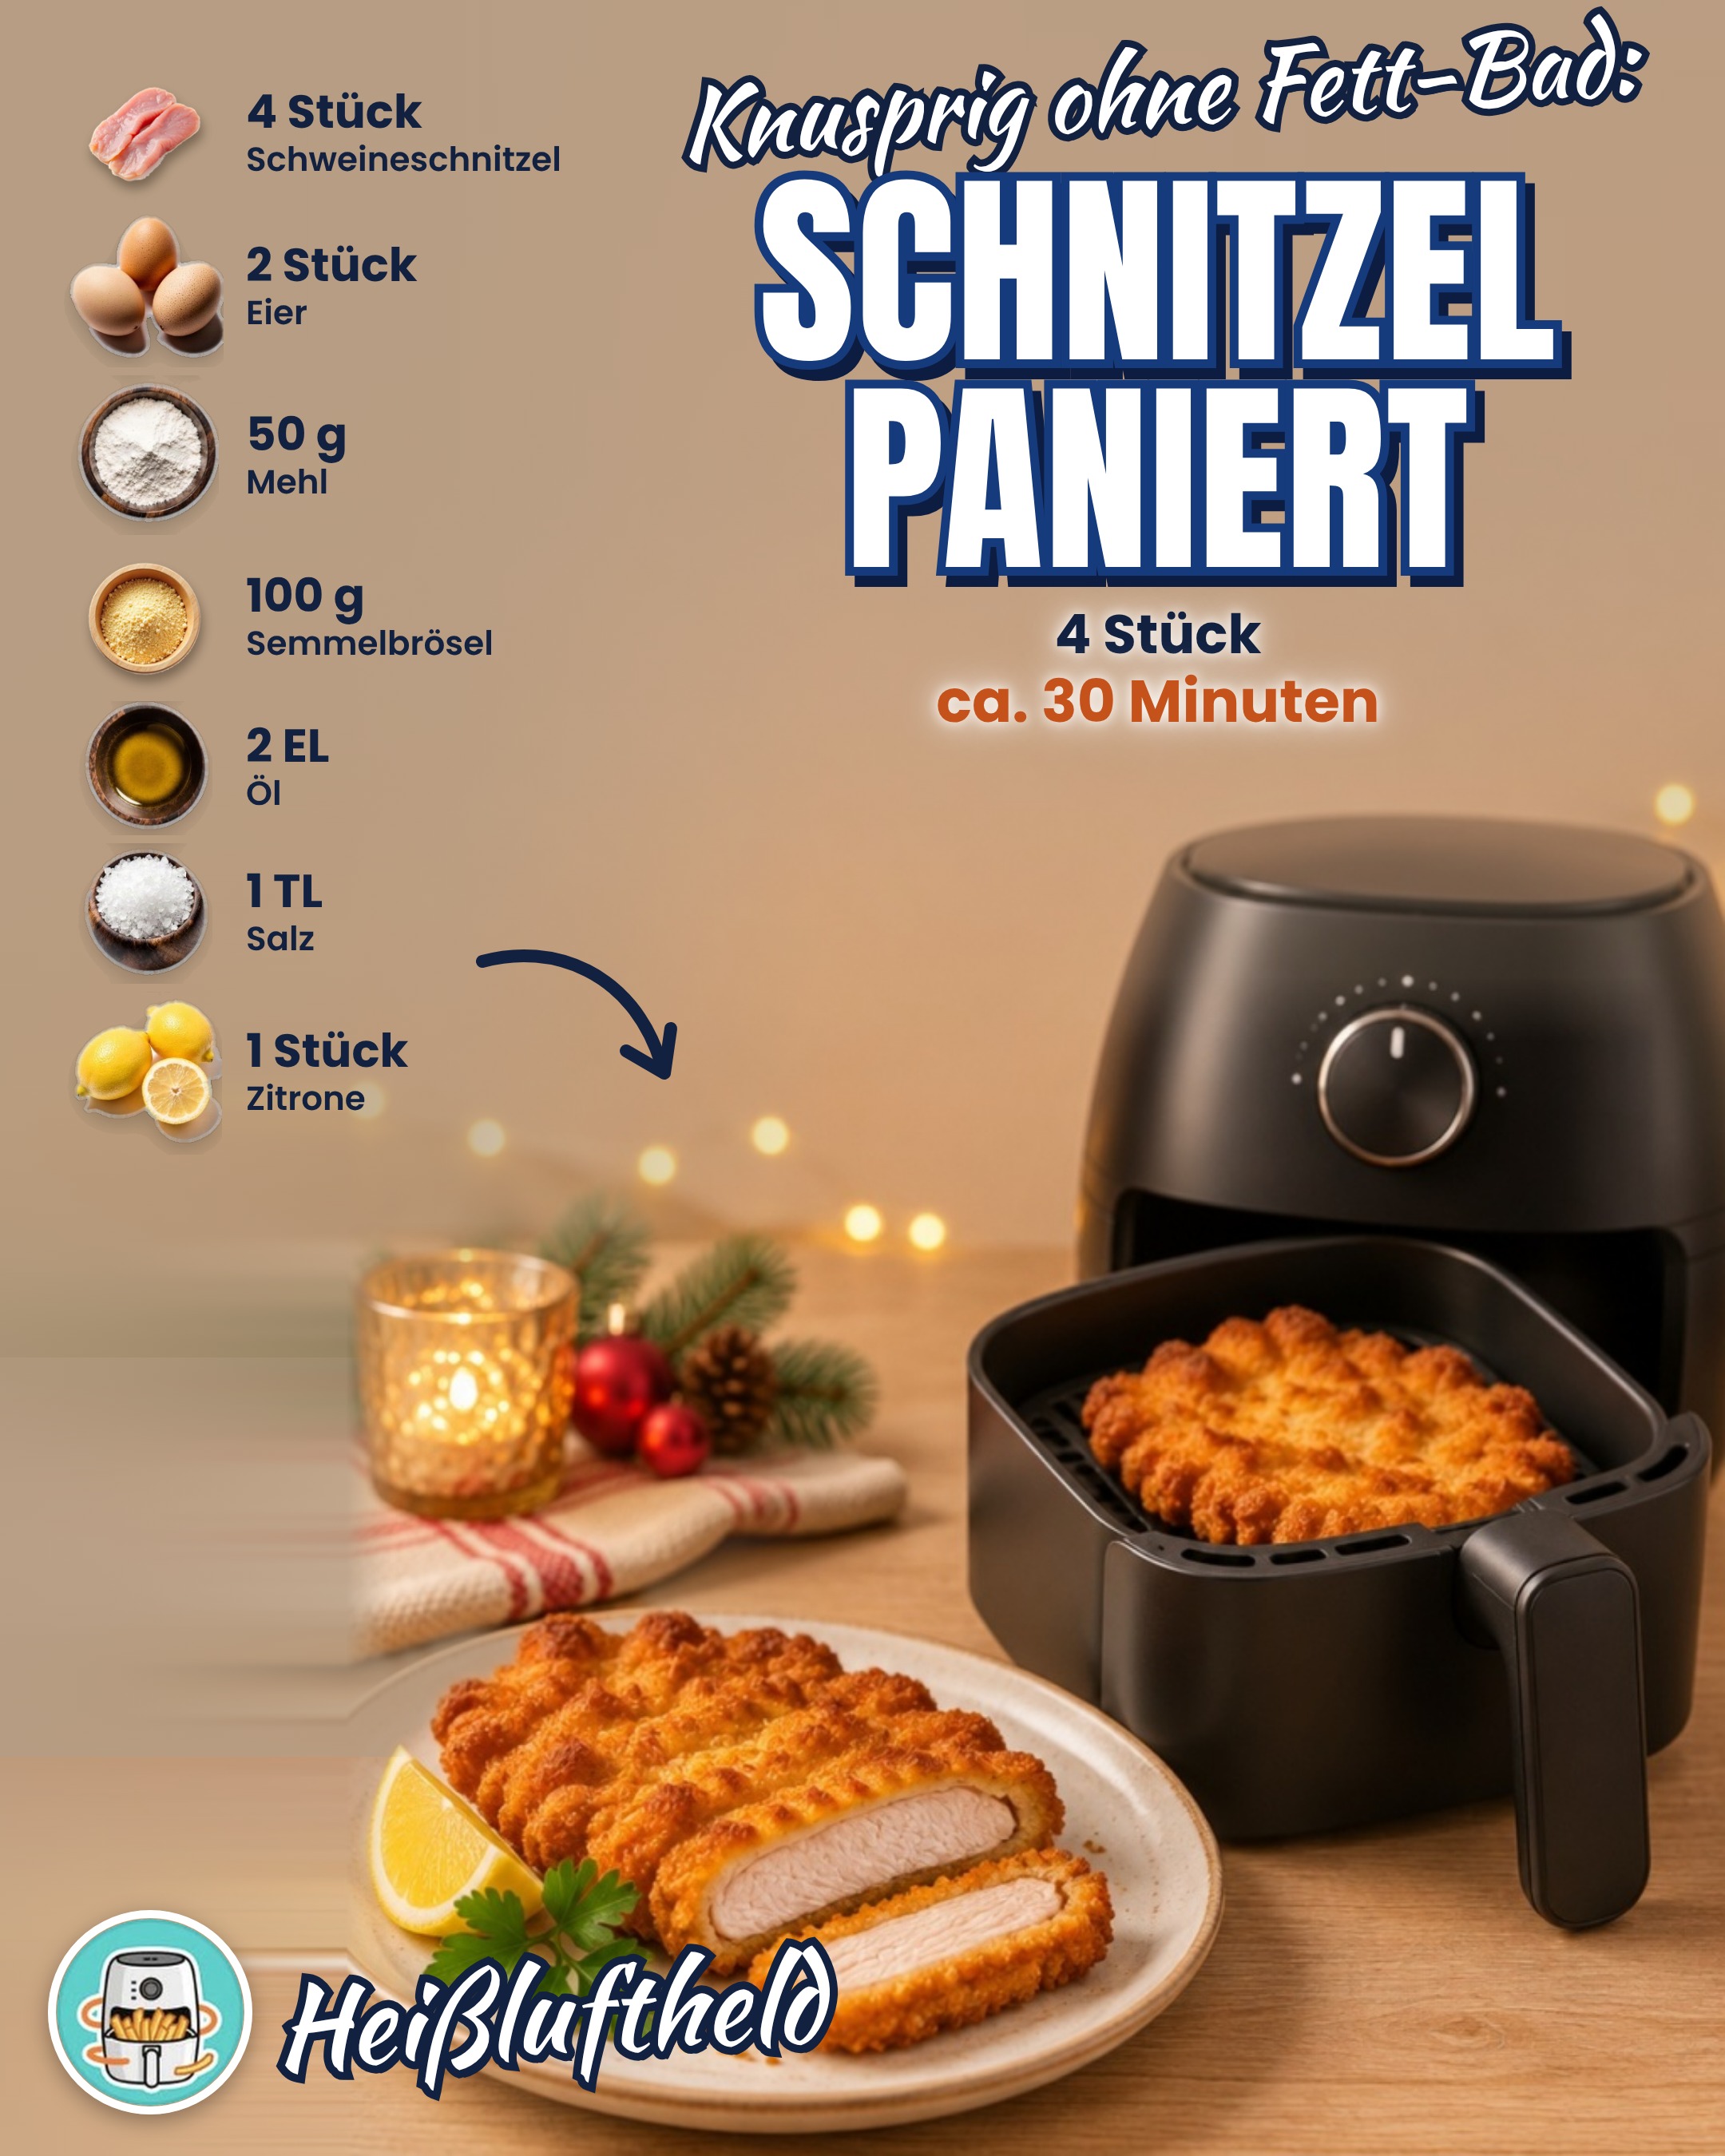 Knusprig ohne Fett-Bad:
SCHNITZEL
PANIERT
4 Stück
ca. 30 Minuten
4 Stück
Schweineschnitzel
2 Stück
Eier
50 g
Mehl
100 g
Semmelbrösel
2 EL
Öl
1 TL
Salz
1 Stück
Zitrone
Heißluftheld